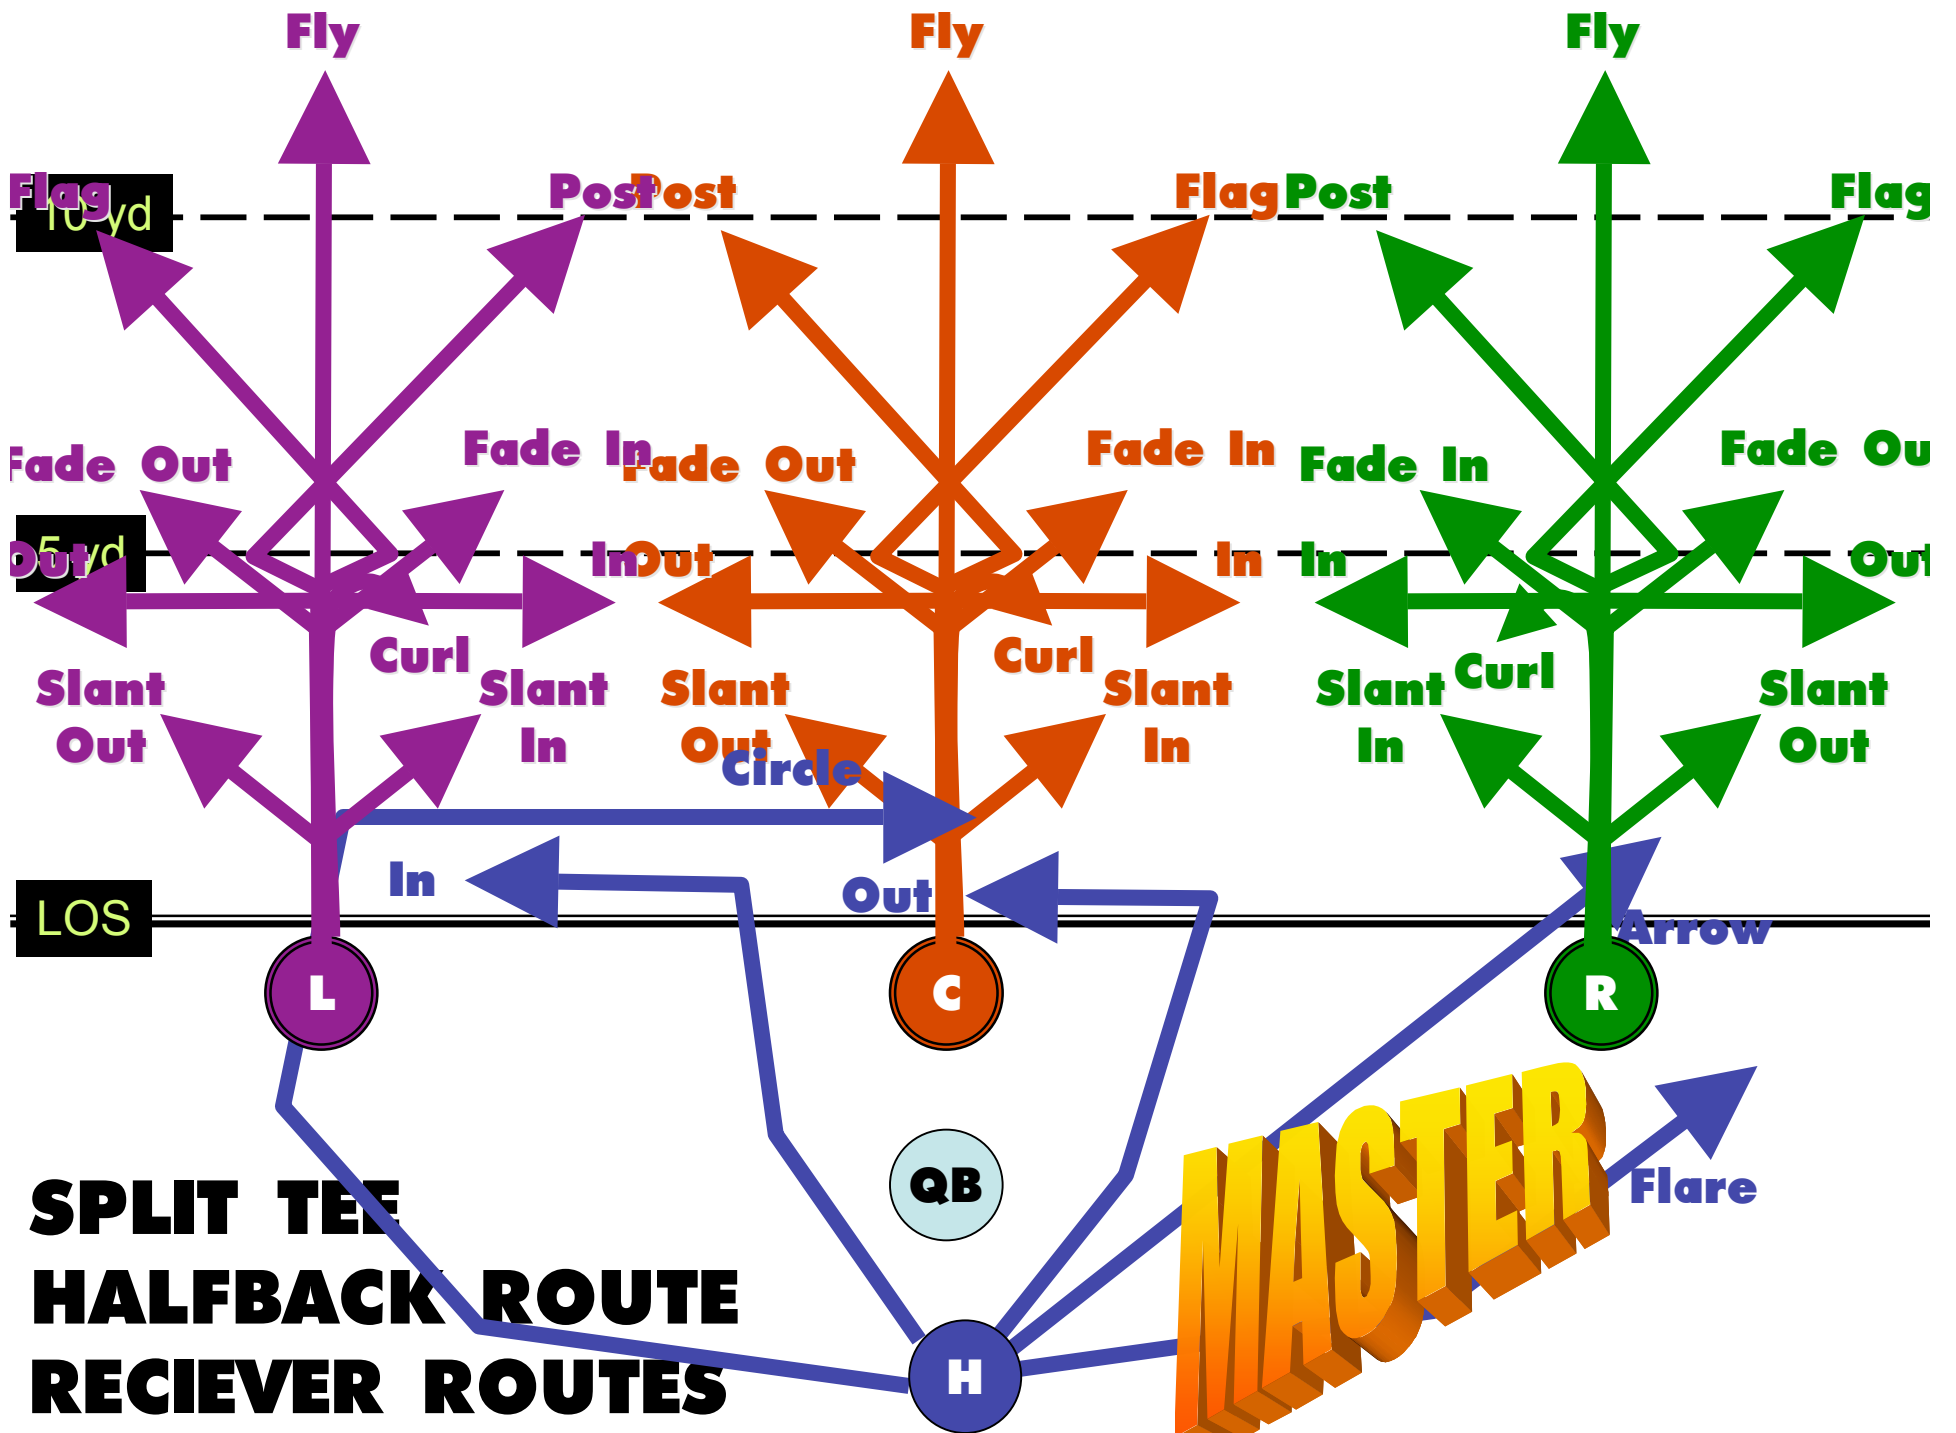 Fly Fly Fly
Flag 10 yd Post Post Flag Post Flag
Fade Out Fade In Fade Out Fade In Fade In Fade Ou
Out 5 yd In Out In In Out
Curl Curl Curl
Slant Slant Slant Slant Slant Slant
Out In Out In In Out
Circle
In Out
LOS Arrow
L C R
QB
Flare
MASTER
SPLIT TEE
HALFBACK ROUTE
RECIEVER ROUTES
H